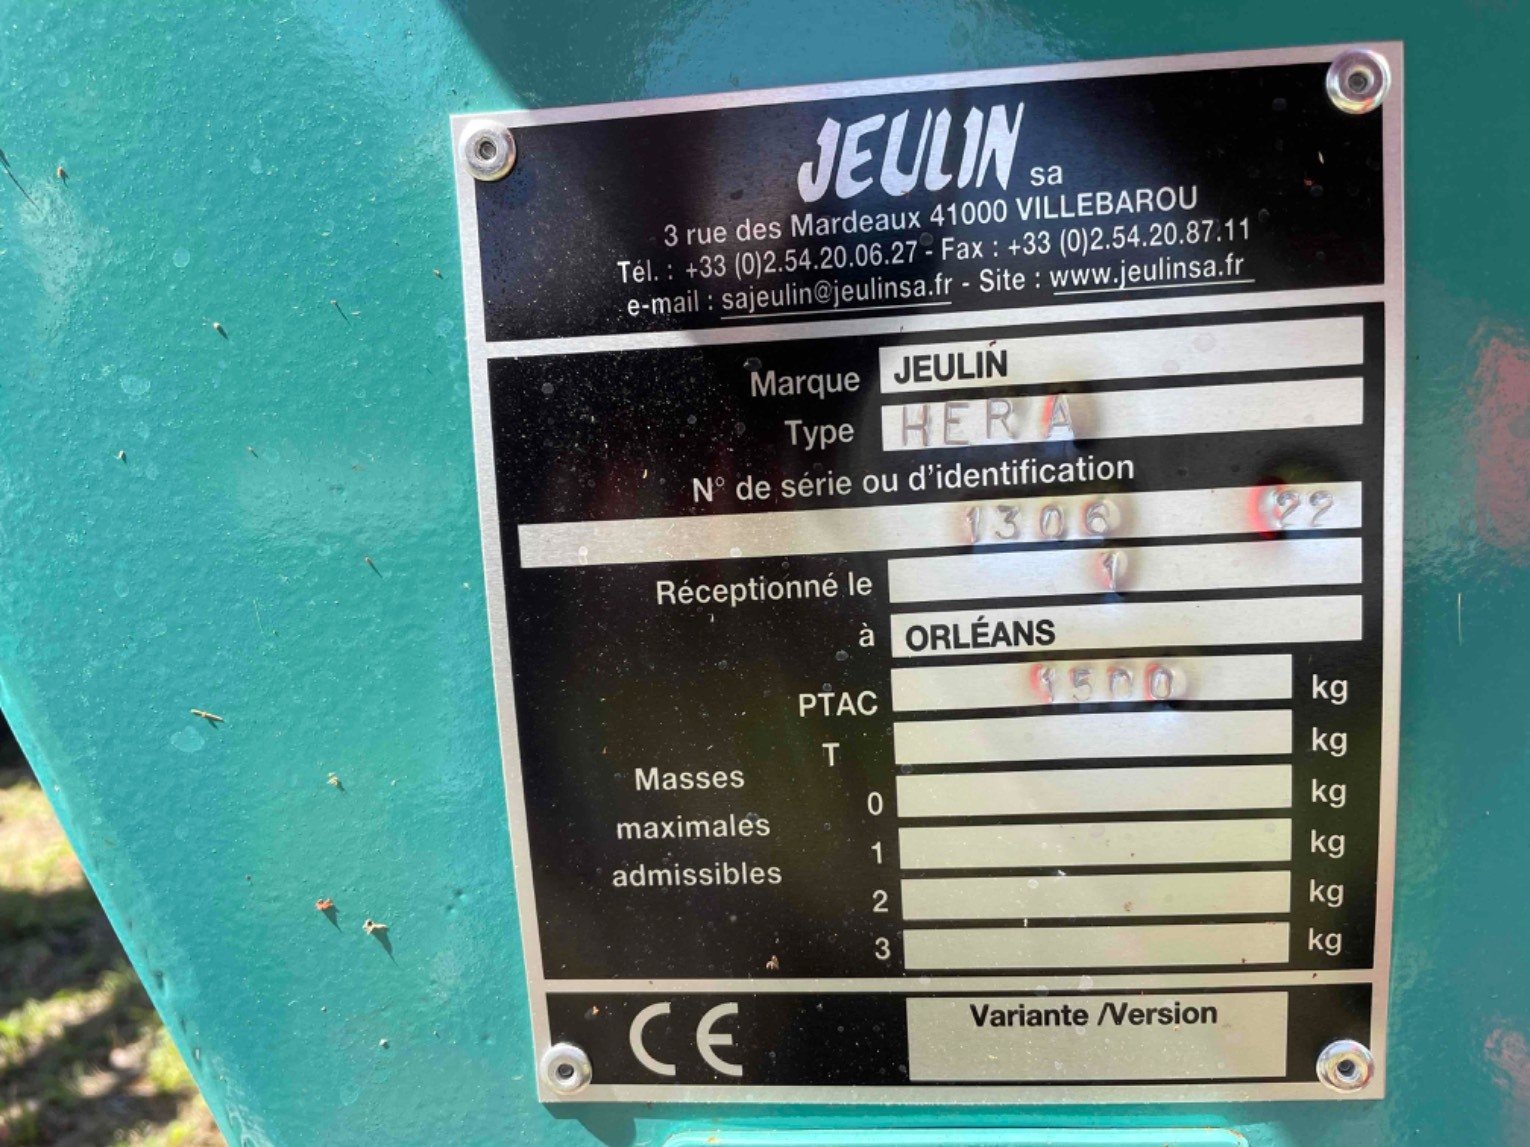 JEULIN sa
3 rue des Mardeaux 41000 VILLEBAROU
Tél. : +33 (0)2.54.20.06.27 - Fax : +33 (0)2.54.20.87.11
e-mail : sajeulin@jeulinsa.fr - Site : www.jeulinsa.fr
Marque JEULIN
Type HERA
N° de série ou d'identification
1306 22
Réceptionné le 1
à ORLÉANS
PTAC 1500 kg
T kg
Masses maximales admissibles
0 kg
1 kg
2 kg
3 kg
CE
Variante /Version